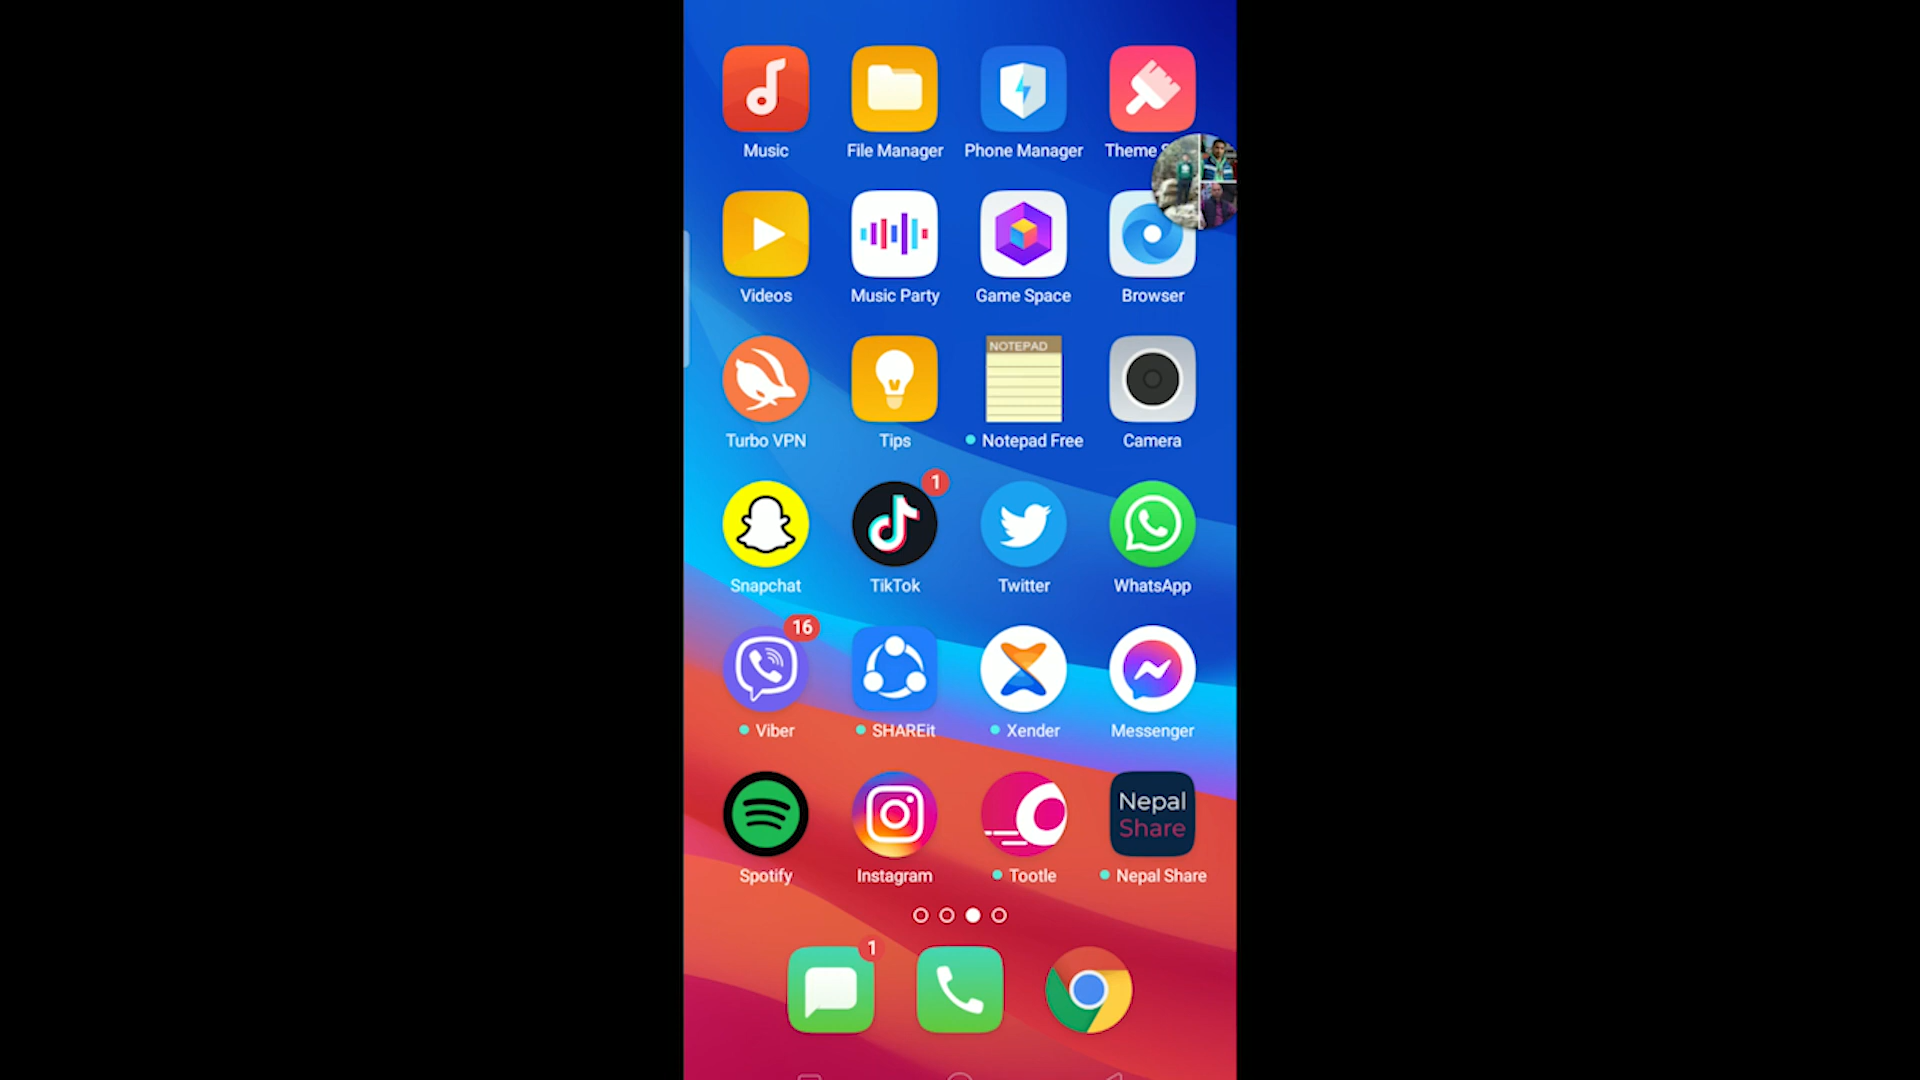 Music File Manager Phone Manager Theme
Videos Music Party Game Space Browser
NOTEPAD
Turbo VPN Tips Notepad Free Camera
1
Snapchat TikTok Twitter WhatsApp
16
Viber SHAREit Xender Messenger
Nepal
Share
Spotify Instagram Tootle Nepal Share
1